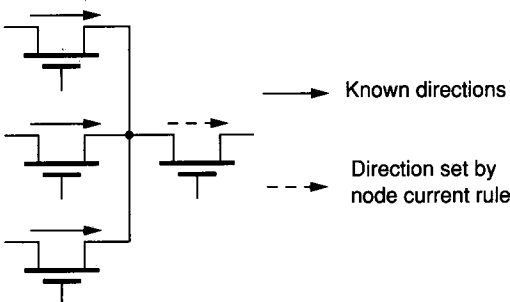 Known directions
Direction set by
node current rule